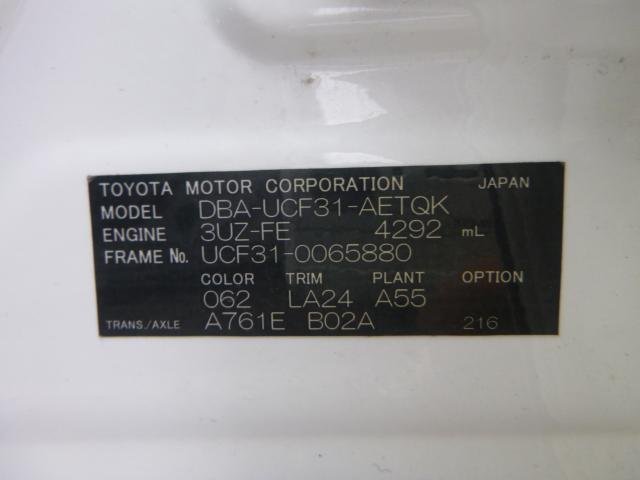 TOYOTA MOTOR CORPORATION JAPAN
MODEL DBA-UCF31-AETQK
ENGINE 3UZ-FE 4292 mL
FRAME No. UCF31-0065880
COLOR TRIM PLANT OPTION
062 LA24 A55
TRANS./AXLE A761E B02A 216